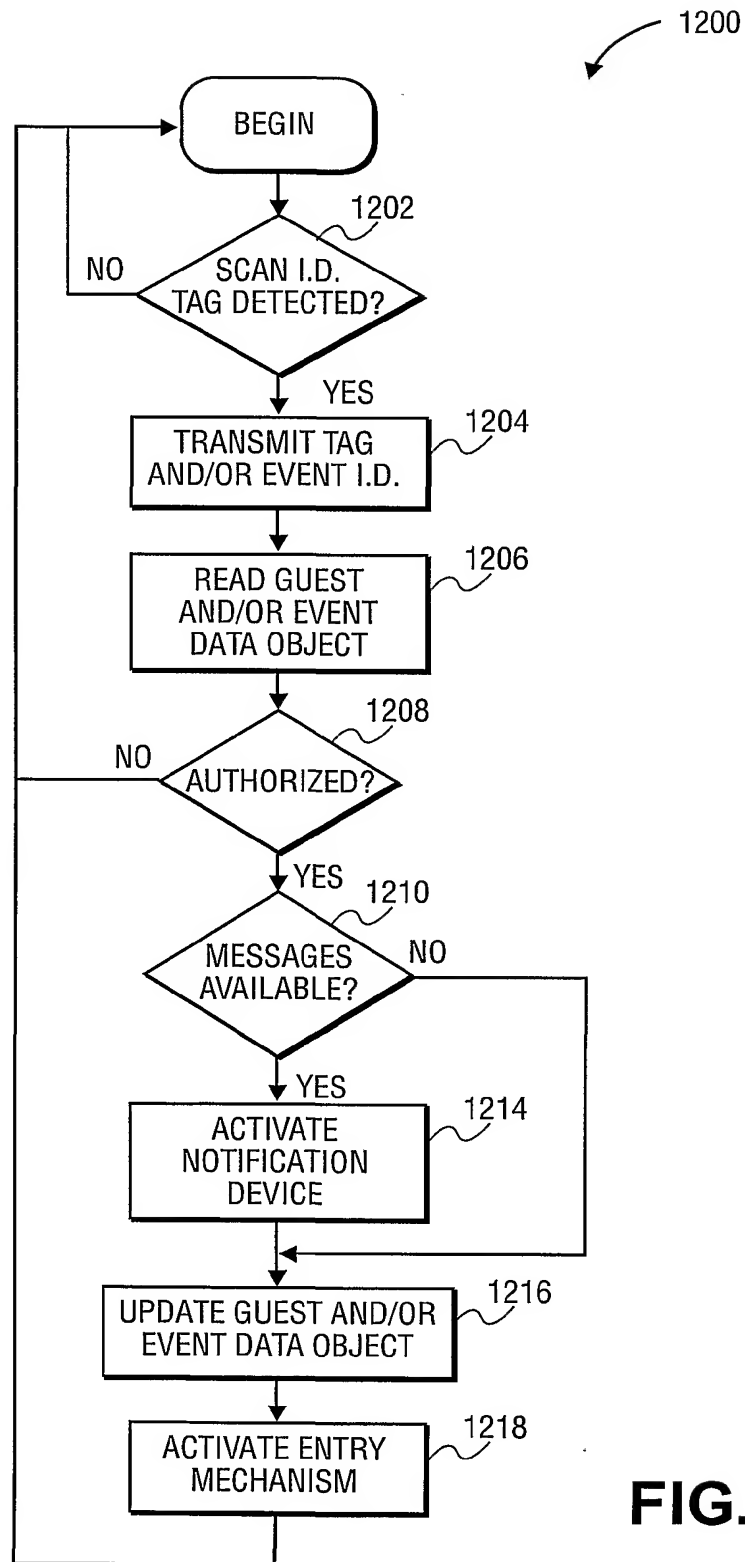 1200
BEGIN
1202
NO
SCAN I.D.
TAG DETECTED?
YES
1204
TRANSMIT TAG
AND/OR EVENT I.D.
1206
READ GUEST
AND/OR EVENT
DATA OBJECT
1208
NO
AUTHORIZED?
YES
1210
MESSAGES
AVAILABLE?
NO
YES
1214
ACTIVATE
NOTIFICATION
DEVICE
1216
UPDATE GUEST AND/OR
EVENT DATA OBJECT
1218
ACTIVATE ENTRY
MECHANISM
FIG.